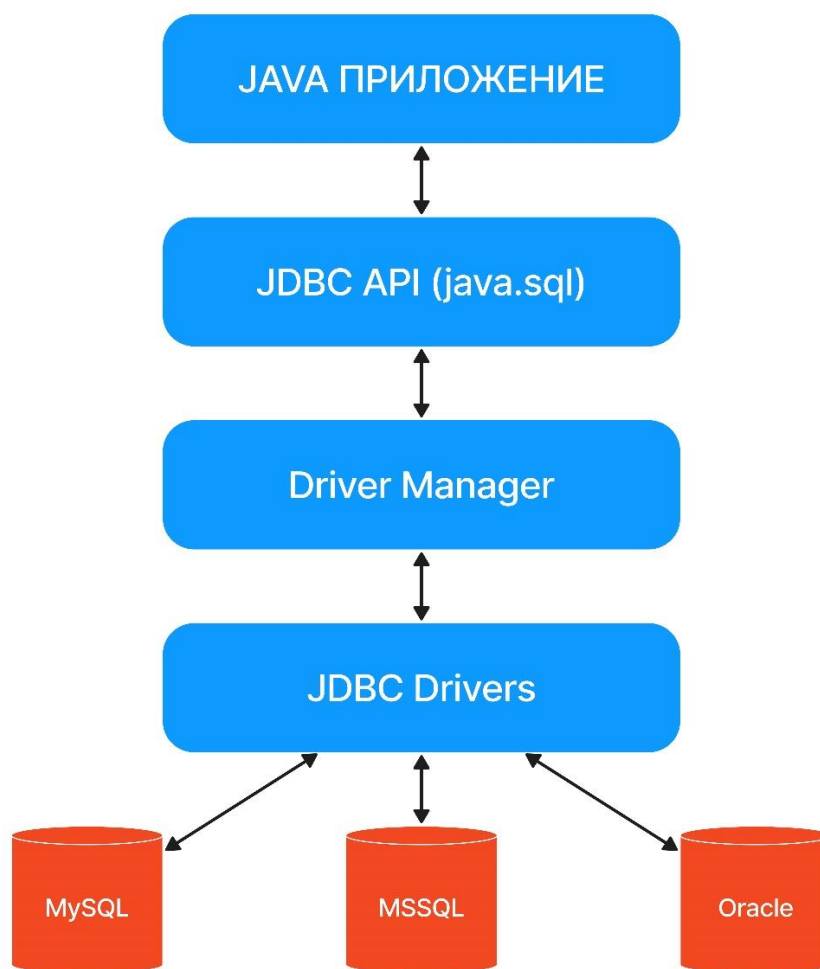 JAVA ПРИЛОЖЕНИЕ
JDBC API (java.sql)
Driver Manager
JDBC Drivers
MySQL
MSSQL
Oracle